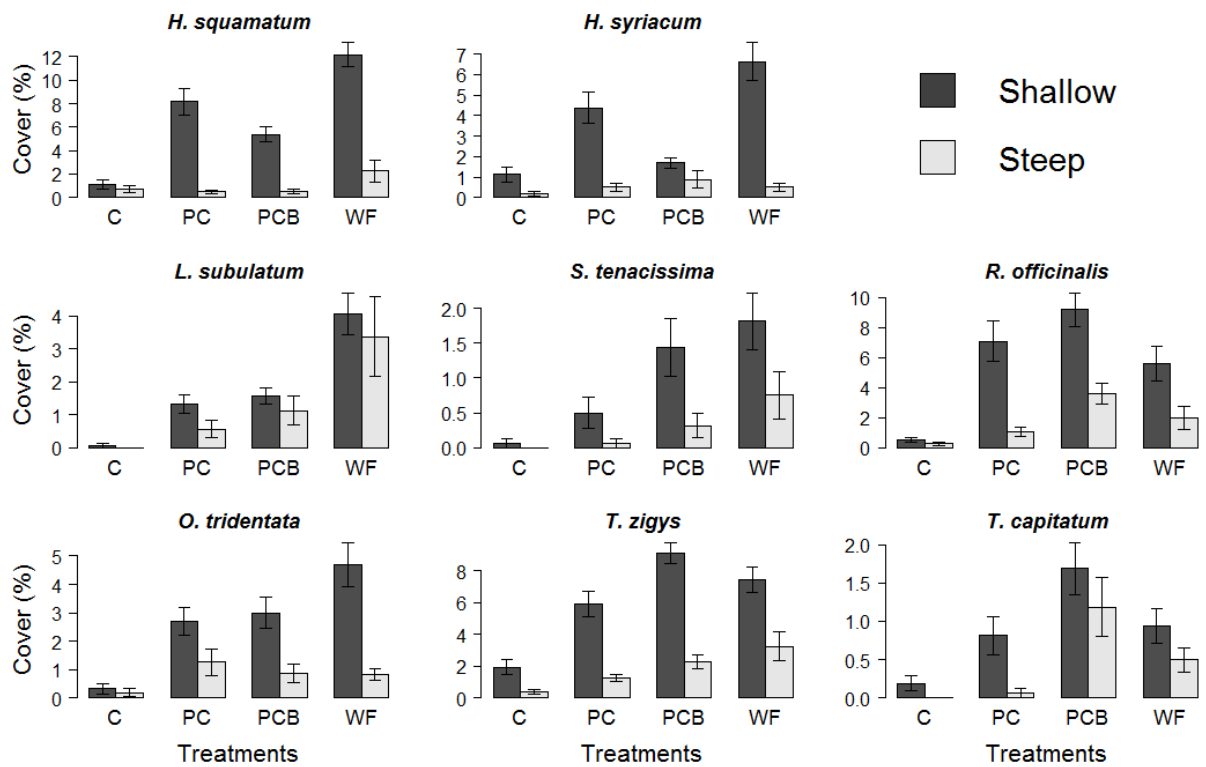 H. squamatum
Cover (%)
12
10
8
6
4
2
0
C PC PCB WF
H. syriacum
7
6
5
4
3
2
1
0
C PC PCB WF
Shallow
Steep
L. subulatum
Cover (%)
4
3
2
1
0
C PC PCB WF
S. tenacissima
2.0
1.5
1.0
0.5
0.0
C PC PCB WF
R. officinalis
10
8
6
4
2
0
C PC PCB WF
O. tridentata
Cover (%)
5
4
3
2
1
0
C PC PCB WF
Treatments
T. zigys
8
6
4
2
0
C PC PCB WF
Treatments
T. capitatum
2.0
1.5
1.0
0.5
0.0
C PC PCB WF
Treatments